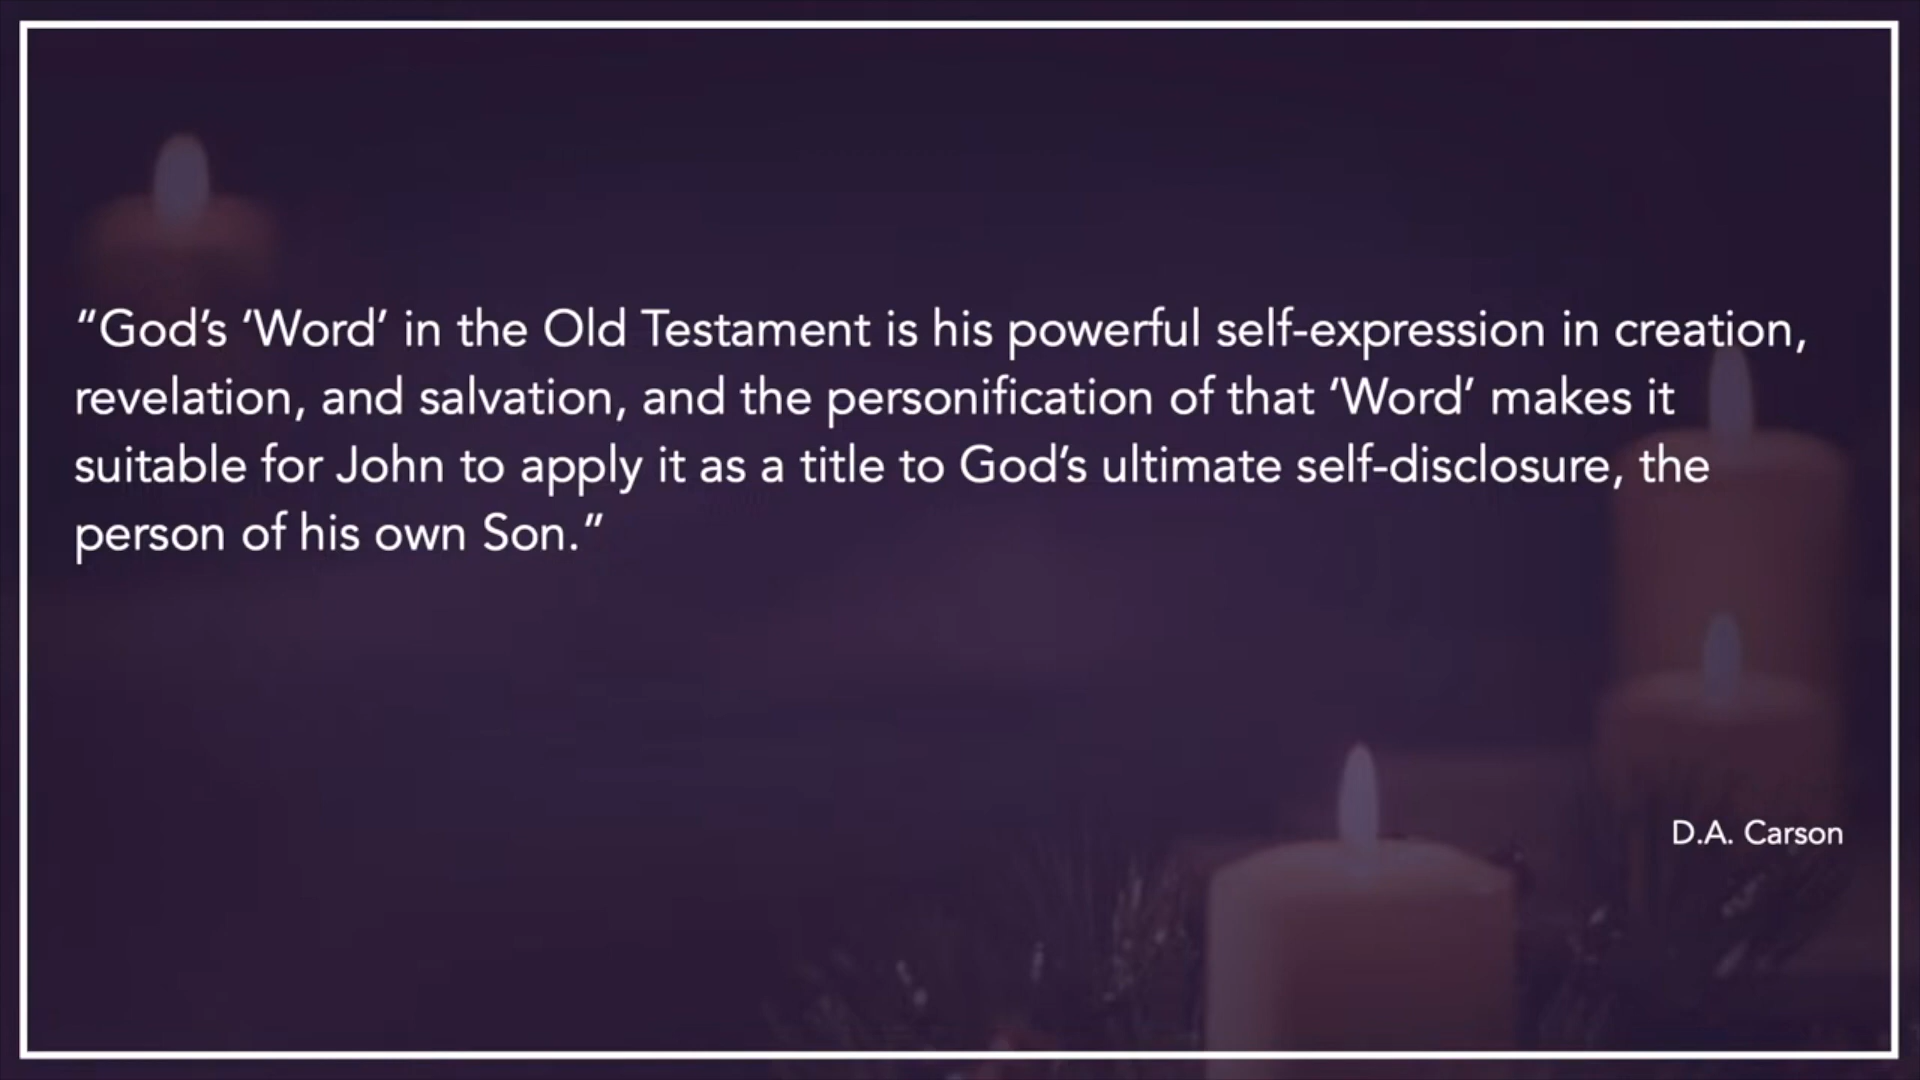 “God’s ‘Word’ in the Old Testament is his powerful self-expression in creation,
revelation, and salvation, and the personification of that ‘Word’ makes it
suitable for John to apply it as a title to God’s ultimate self-disclosure, the
person of his own Son.”
D.A. Carson